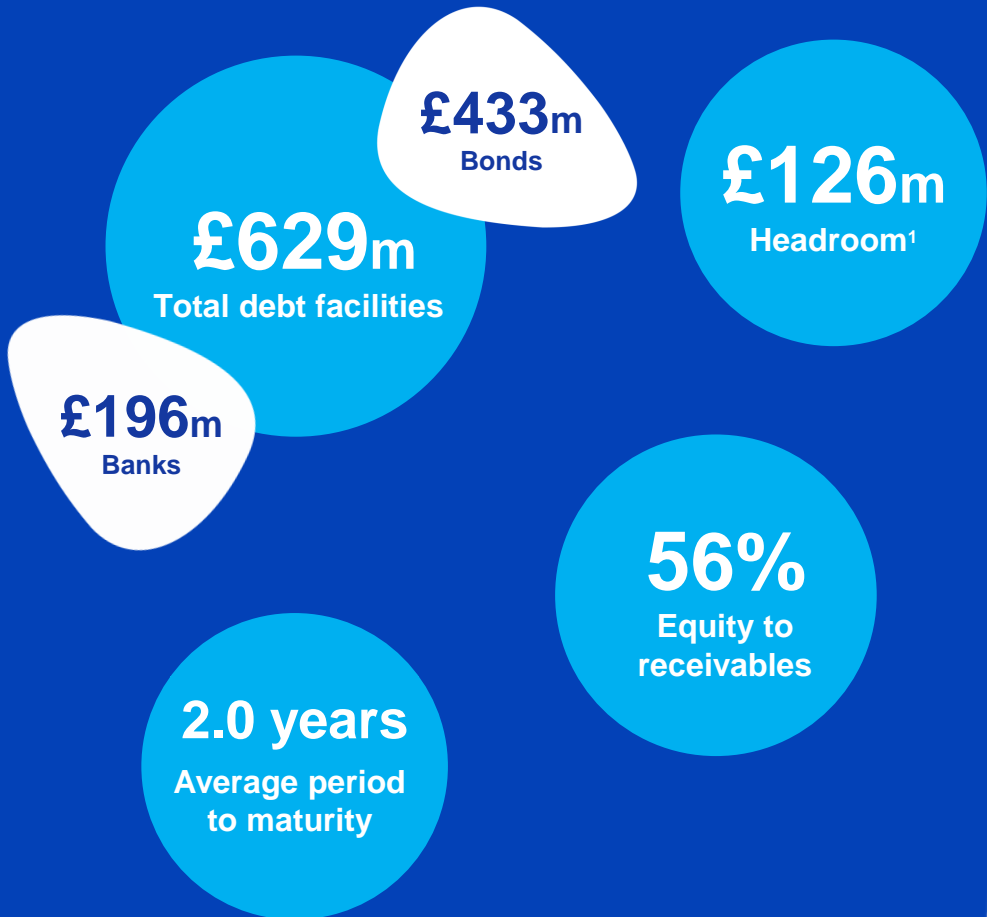 £433m
Bonds
£126m
Headroom¹
£629m
Total debt facilities
£196m
Banks
56%
Equity to
receivables
2.0 years
Average period
to maturity